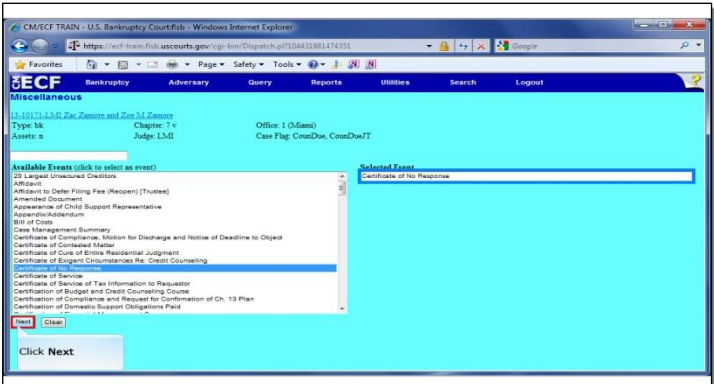 CM/ECF TRAIN - U.S. Bankruptcy Court:flsb - Windows Internet Explorer
https://ecf-train.flsb.uscourts.gov/cgi-bin/Dispatch.pl?104431881474351
Google
Favorites Page Safety Tools
ECF Bankruptcy Adversary Query Reports Utilities Search Logout ?
Miscellaneous
13-10171-LMI Zac Zamore and Zoe M Zamore
Type: bk Chapter: 7 v Office: 1 (Miami)
Assets: n Judge: LMI Case Flag: CounDue, CounDueJT
Available Events (click to select an event) Selected Event
20 Largest Unsecured Creditors Certificate of No Response
Affidavit
Affidavit to Defer Filing Fee (Reopen) [Trustee]
Amended Document
Appearance of Child Support Representative
Appendix/Addendum
Bill of Costs
Case Management Summary
Certificate of Compliance, Motion for Discharge and Notice of Deadline to Object
Certificate of Contested Matter
Certificate of Cure of Entire Residential Judgment
Certificate of Exigent Circumstances Re: Credit Counseling
Certificate of No Response
Certificate of Service
Certificate of Service of Tax Information to Requestor
Certification of Budget and Credit Counseling Course
Certification of Compliance and Request for Confirmation of Ch. 13 Plan
Certification of Domestic Support Obligations Paid
Next Clear
Click Next